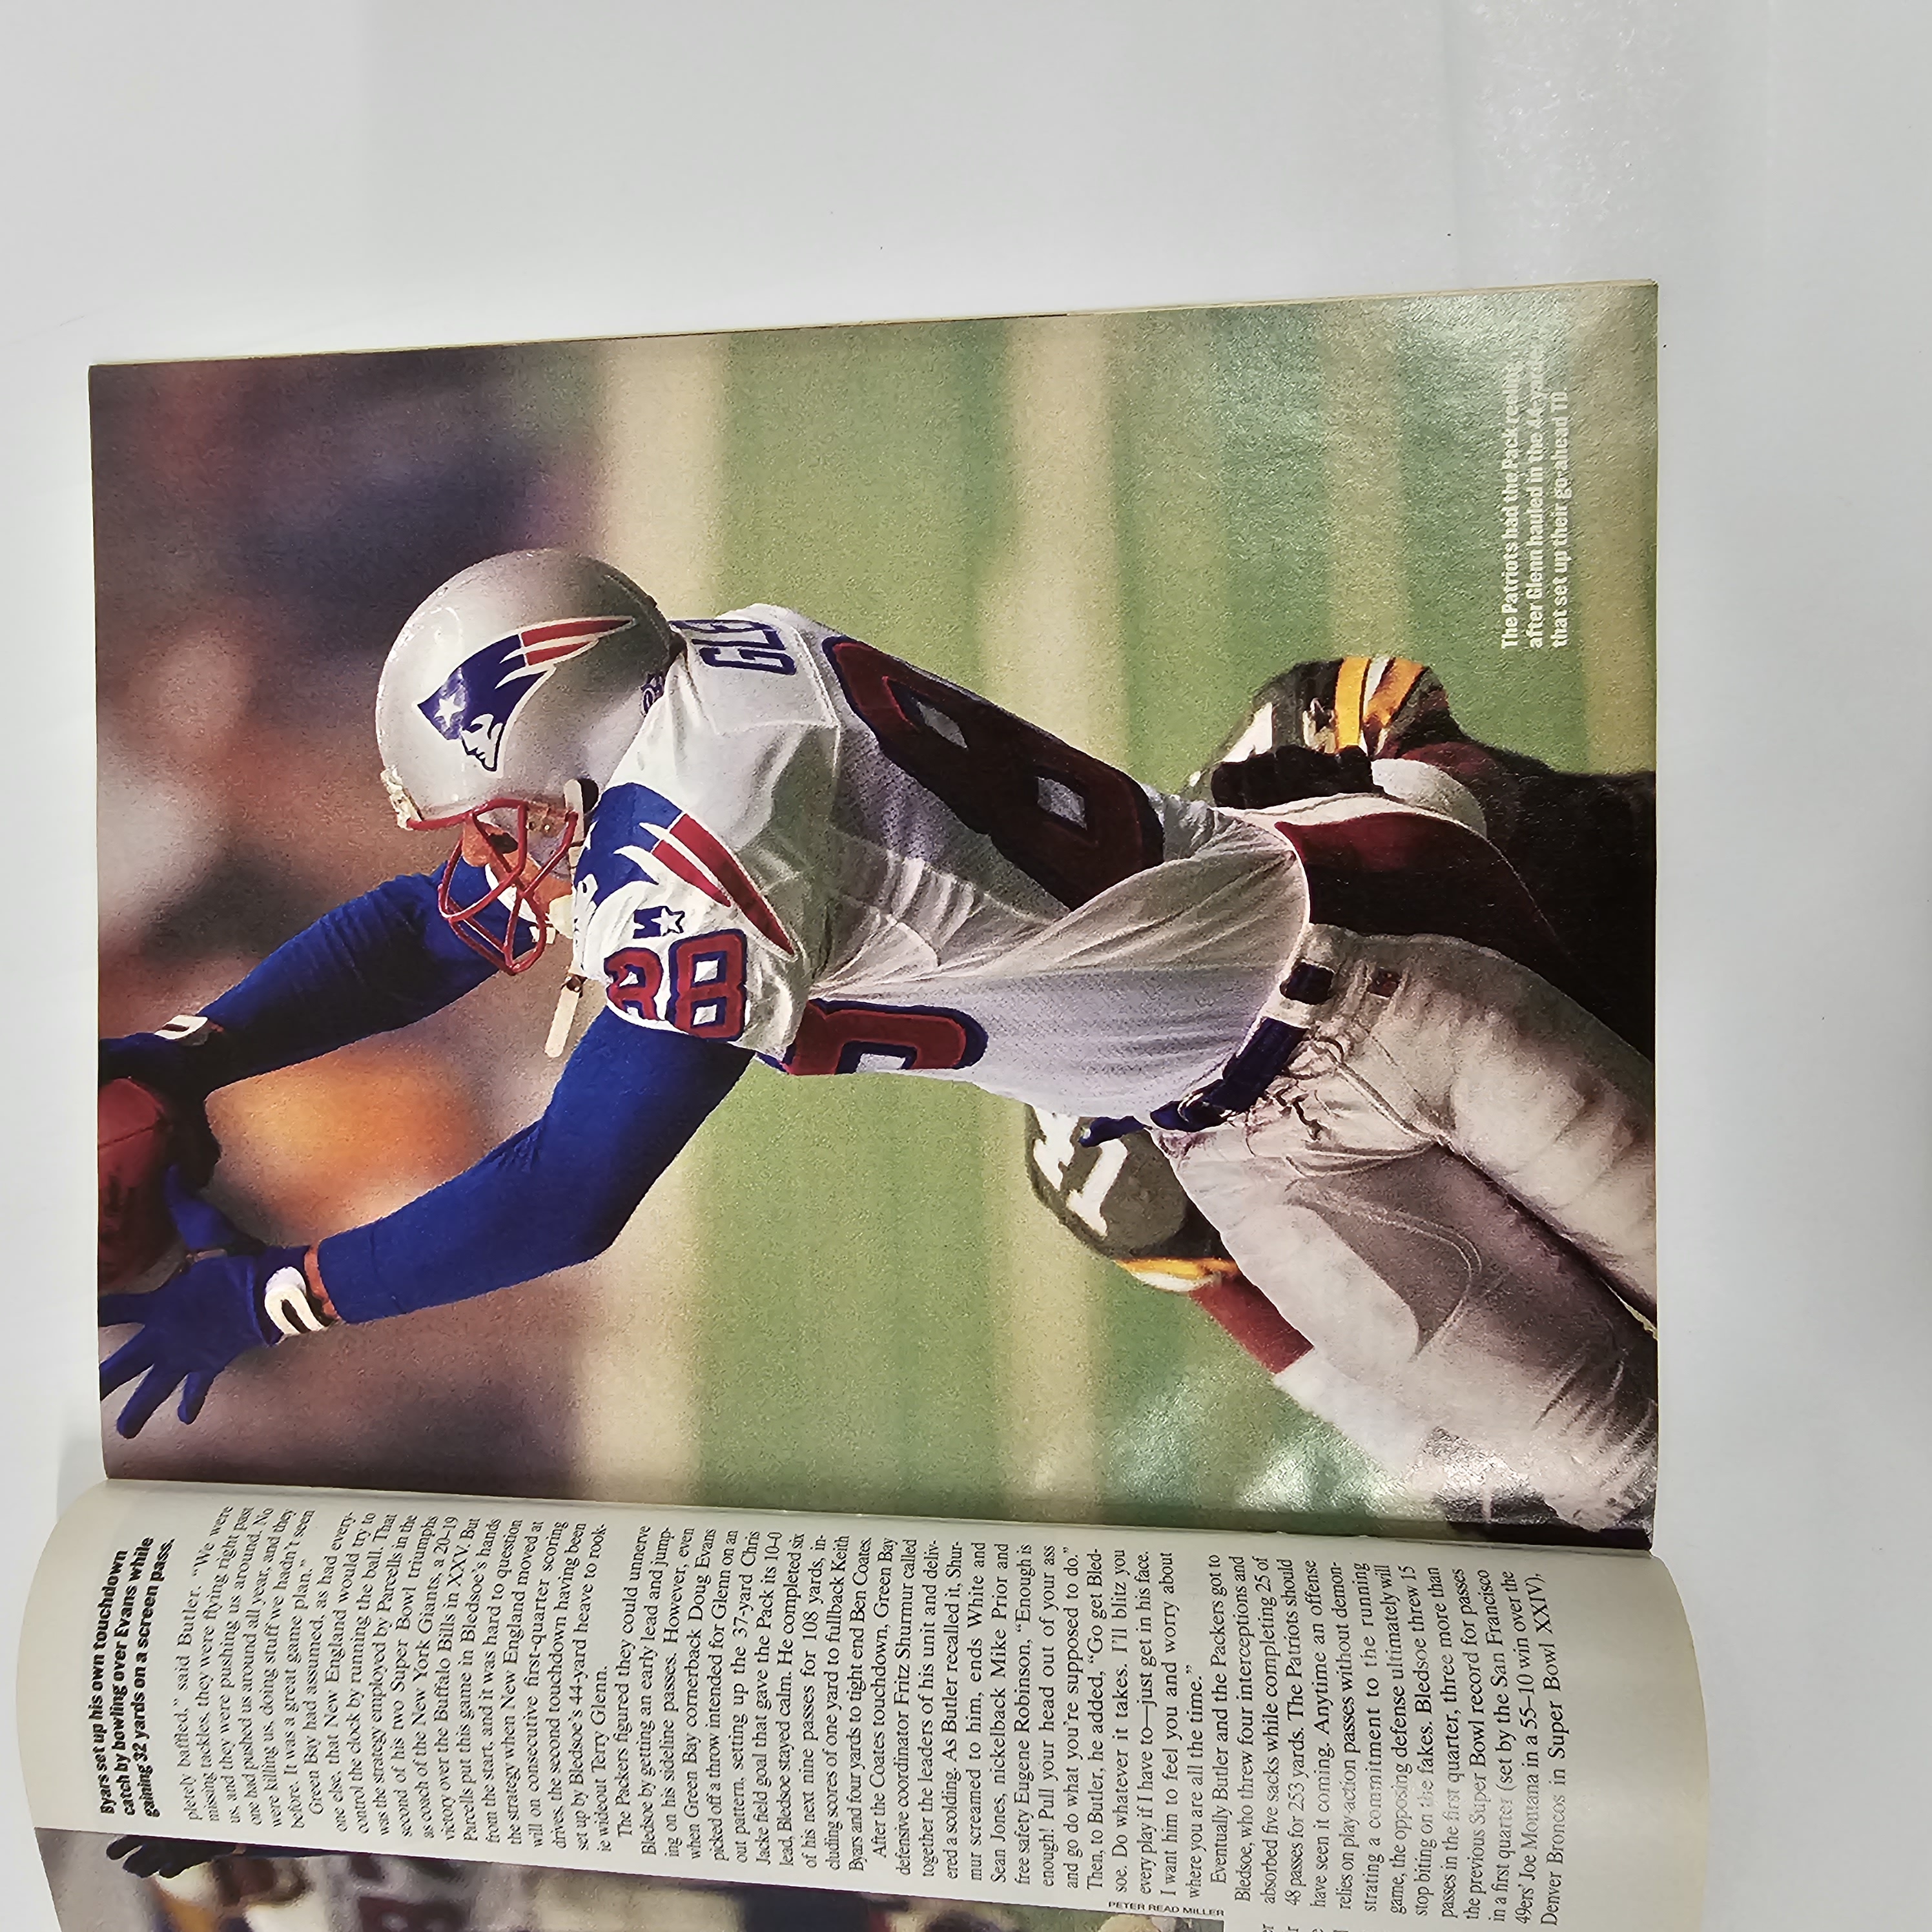 Byars set up his own touchdown
catch by bowling over Evans while
gaining 32 yards on a screen pass.
pletely baffled,” said Butler. “We were
missing tackles, they were flying right past
us, and they were pushing us around. No
one had pushed us around all year, and they
were killing us, doing stuff we hadn’t seen
before. It was a great game plan.”
Green Bay had assumed, as had every-
one else, that New England would try to
control the clock by running the ball. That
was the strategy employed by Parcells in the
second of his two Super Bowl triumphs
as coach of the New York Giants, a 20–19
victory over the Buffalo Bills in XXV. But
Parcells put this game in Bledsoe’s hands
from the start, and it was hard to question
the strategy when New England moved at
will on consecutive first-quarter scoring
drives, the second touchdown having been
set up by Bledsoe’s 44-yard heave to rook-
ie wideout Terry Glenn.
The Packers figured they could unnerve
Bledsoe by getting an early lead and jump-
ing on his sideline passes. However, even
when Green Bay cornerback Doug Evans
picked off a throw intended for Glenn on an
out pattern, setting up the 37-yard Chris
Jacke field goal that gave the Pack its 10–0
lead, Bledsoe stayed calm. He completed six
of his next nine passes for 108 yards, in-
cluding scores of one yard to fullback Keith
Byars and four yards to tight end Ben Coates.
After the Coates touchdown, Green Bay
defensive coordinator Fritz Shurmur called
together the leaders of his unit and deliv-
ered a scolding. As Butler recalled it, Shur-
mur screamed to him, ends White and
Sean Jones, nickelback Mike Prior and
free safety Eugene Robinson, “Enough is
enough! Pull your head out of your ass
and go do what you’re supposed to do.”
Then, to Butler, he added, “Go get Bled-
soe. Do whatever it takes. I’ll blitz you
every play if I have to—just get in his face.
I want him to feel you and worry about
where you are all the time.”
Eventually Butler and the Packers got to
Bledsoe, who threw four interceptions and
absorbed five sacks while completing 25 of
48 passes for 253 yards. The Patriots should
have seen it coming. Anytime an offense
relies on play-action passes without demon-
strating a commitment to the running
game, the opposing defense ultimately will
stop biting on the fakes. Bledsoe threw 15
passes in the first quarter, three more than
the previous Super Bowl record for passes
in a first quarter (set by the San Francisco
49ers’ Joe Montana in a 55–10 win over the
Denver Broncos in Super Bowl XXIV),
PETER READ MILLER
88
GLE
8
The Patriots had the Pack reeling
after Glenn hauled in the 44-yarder
that set up their go-ahead TD.